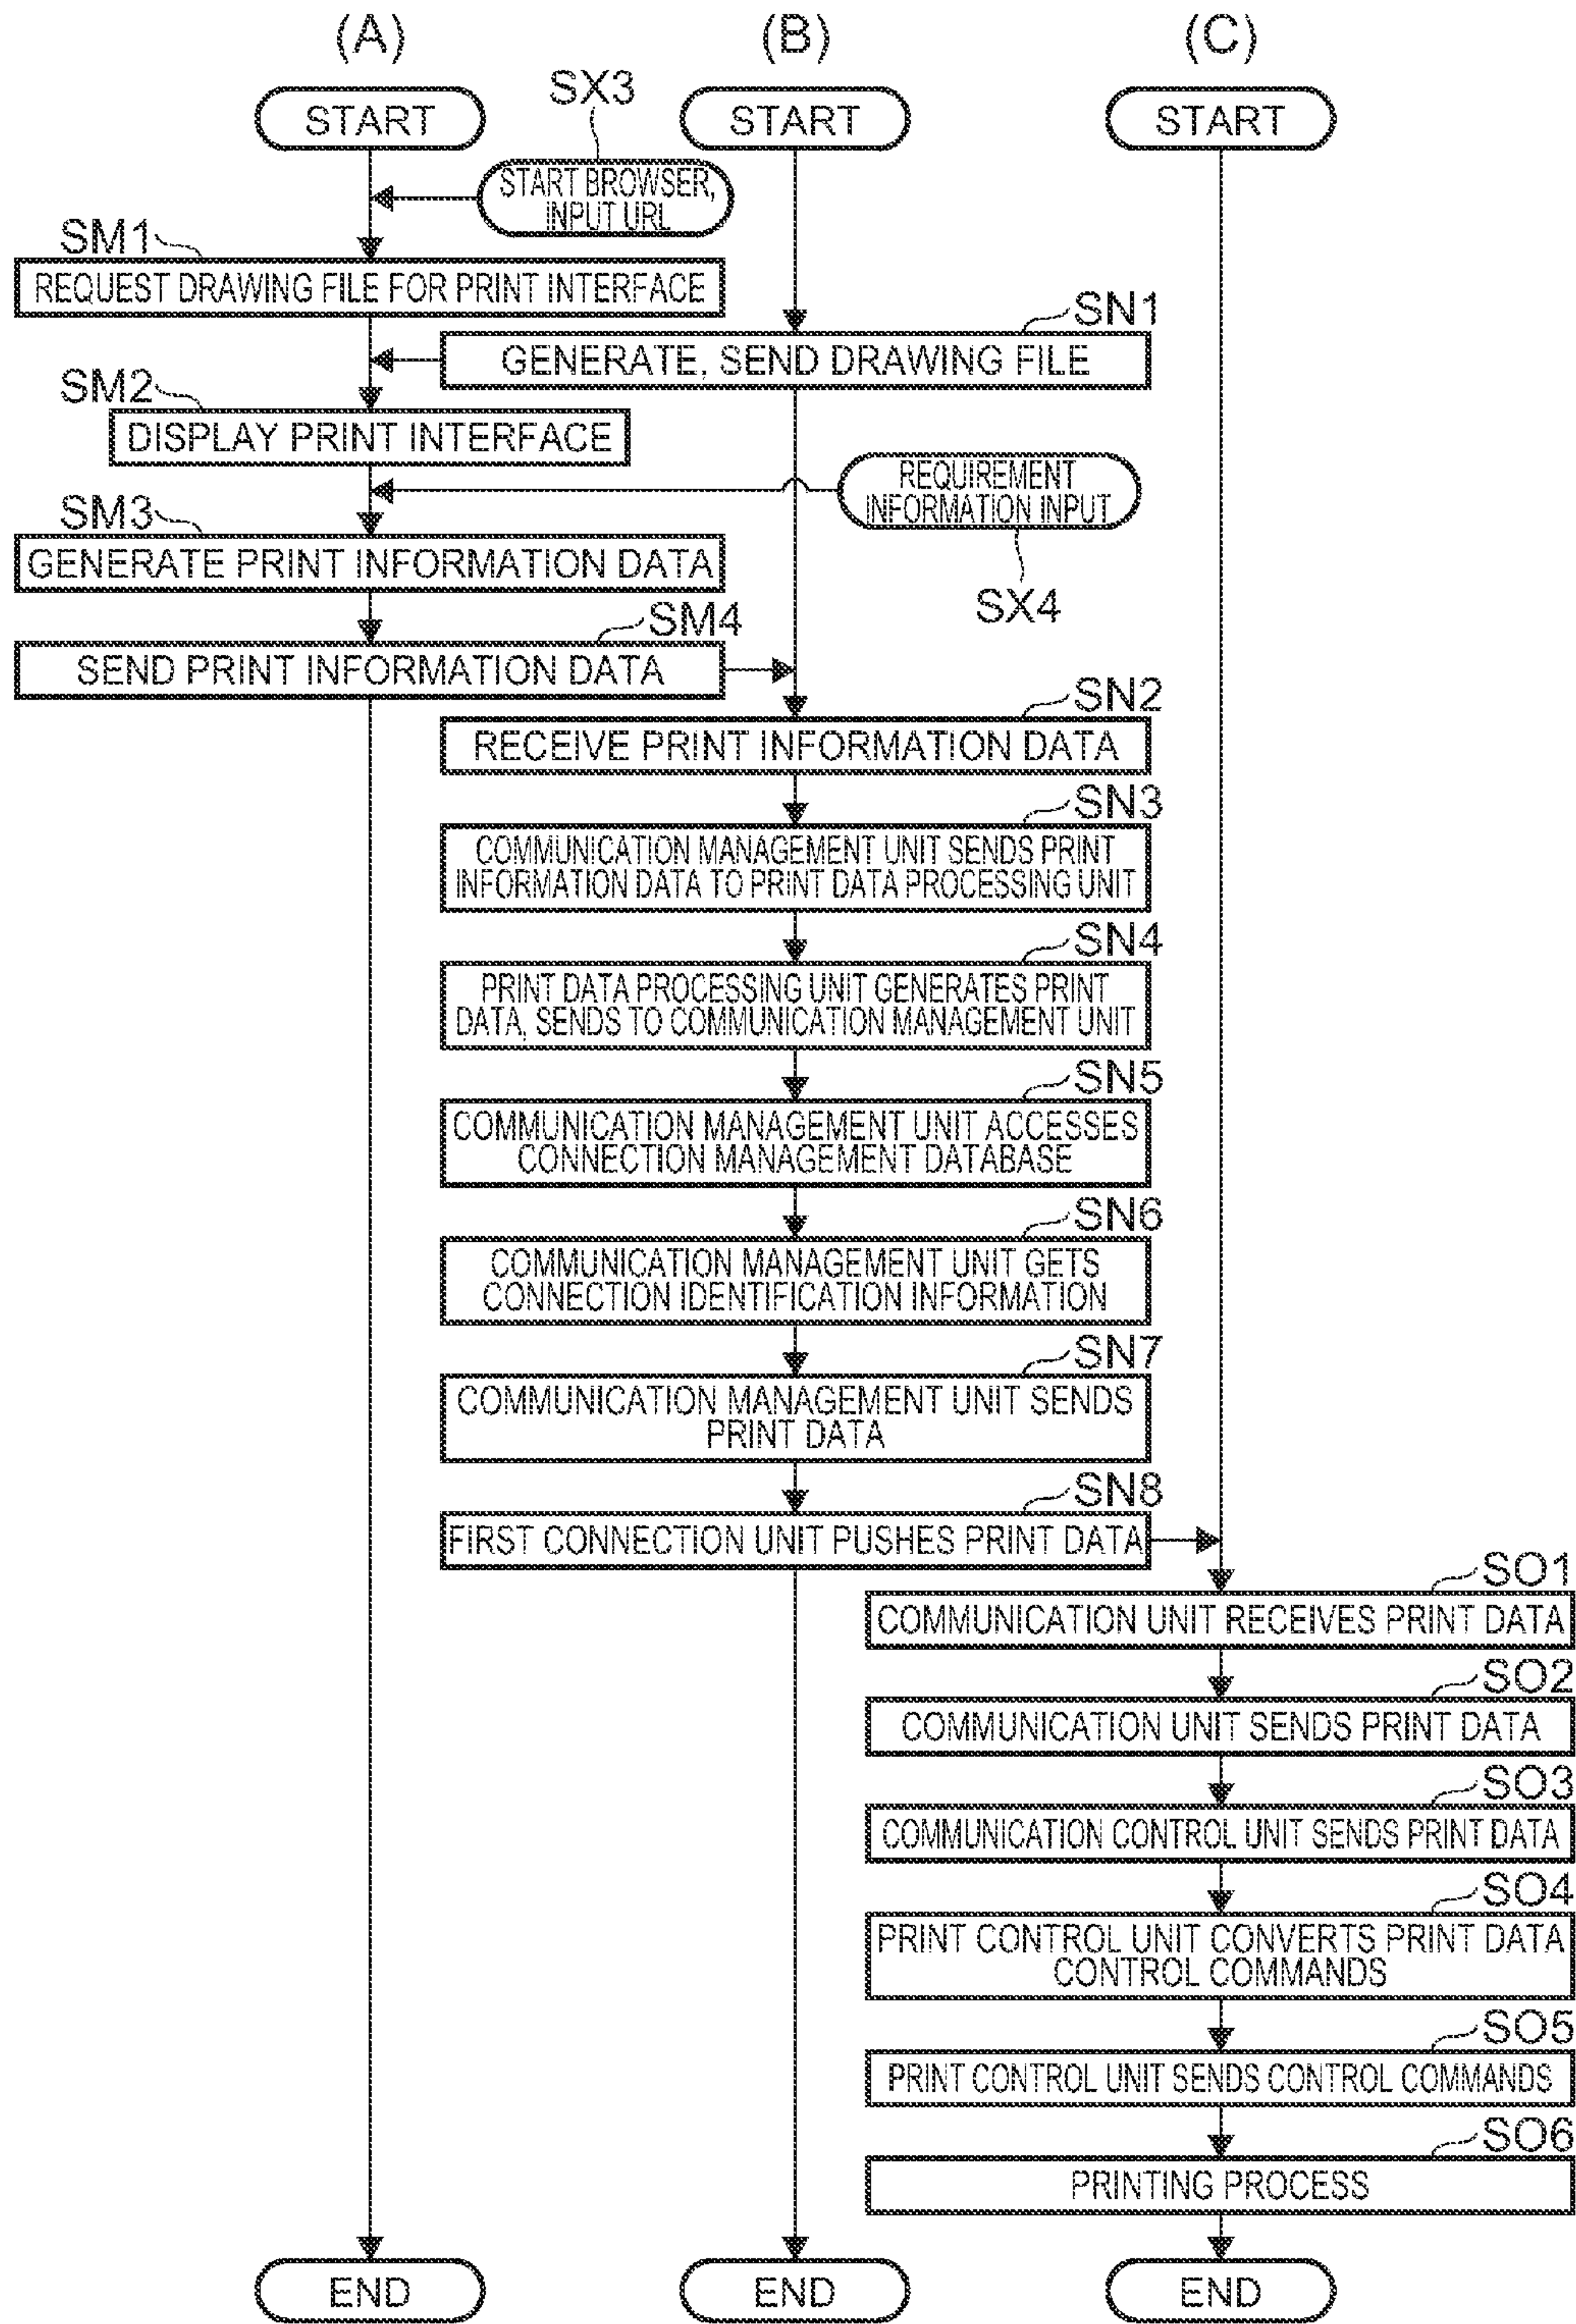 (A)
(B)
(C)
START
START
START
SX3
START BROWSER,
INPUT URL
SM1
REQUEST DRAWING FILE FOR PRINT INTERFACE
SN1
GENERATE, SEND DRAWING FILE
SM2
DISPLAY PRINT INTERFACE
REQUIREMENT
INFORMATION INPUT
SX4
SM3
GENERATE PRINT INFORMATION DATA
SM4
SEND PRINT INFORMATION DATA
SN2
RECEIVE PRINT INFORMATION DATA
SN3
COMMUNICATION MANAGEMENT UNIT SENDS PRINT
INFORMATION DATA TO PRINT DATA PROCESSING UNIT
SN4
PRINT DATA PROCESSING UNIT GENERATES PRINT
DATA, SENDS TO COMMUNICATION MANAGEMENT UNIT
SN5
COMMUNICATION MANAGEMENT UNIT ACCESSES
CONNECTION MANAGEMENT DATABASE
SN6
COMMUNICATION MANAGEMENT UNIT GETS
CONNECTION IDENTIFICATION INFORMATION
SN7
COMMUNICATION MANAGEMENT UNIT SENDS
PRINT DATA
SN8
FIRST CONNECTION UNIT PUSHES PRINT DATA
SO1
COMMUNICATION UNIT RECEIVES PRINT DATA
SO2
COMMUNICATION UNIT SENDS PRINT DATA
SO3
COMMUNICATION CONTROL UNIT SENDS PRINT DATA
SO4
PRINT CONTROL UNIT CONVERTS PRINT DATA
CONTROL COMMANDS
SO5
PRINT CONTROL UNIT SENDS CONTROL COMMANDS
SO6
PRINTING PROCESS
END
END
END